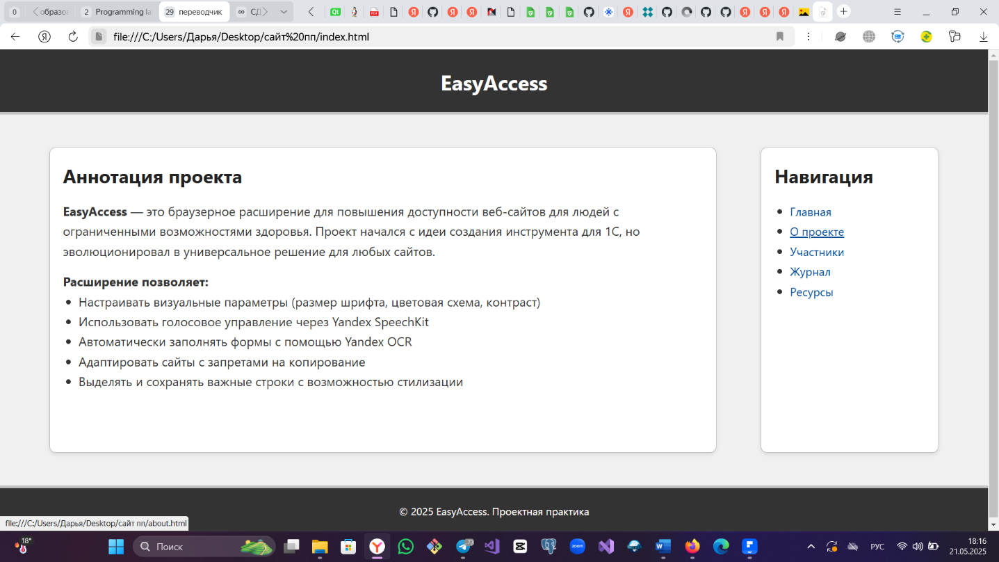 0
образо
2 Programming la
29 переводчик
∞ СД
file:///C:/Users/Дарья/Desktop/сайт%20пп/index.html
EasyAccess
Аннотация проекта
EasyAccess — это браузерное расширение для повышения доступности веб-сайтов для людей с
ограниченными возможностями здоровья. Проект начался с идеи создания инструмента для 1С, но
эволюционировал в универсальное решение для любых сайтов.
Расширение позволяет:
Настраивать визуальные параметры (размер шрифта, цветовая схема, контраст)
Использовать голосовое управление через Yandex SpeechKit
Автоматически заполнять формы с помощью Yandex OCR
Адаптировать сайты с запретами на копирование
Выделять и сохранять важные строки с возможностью стилизации
Навигация
Главная
О проекте
Участники
Журнал
Ресурсы
© 2025 EasyAccess. Проектная практика
file:///C:/Users/Дарья/Desktop/сайт пп/about.html
18°
Поиск
73
zoom
РУС
18:16
21.05.2025